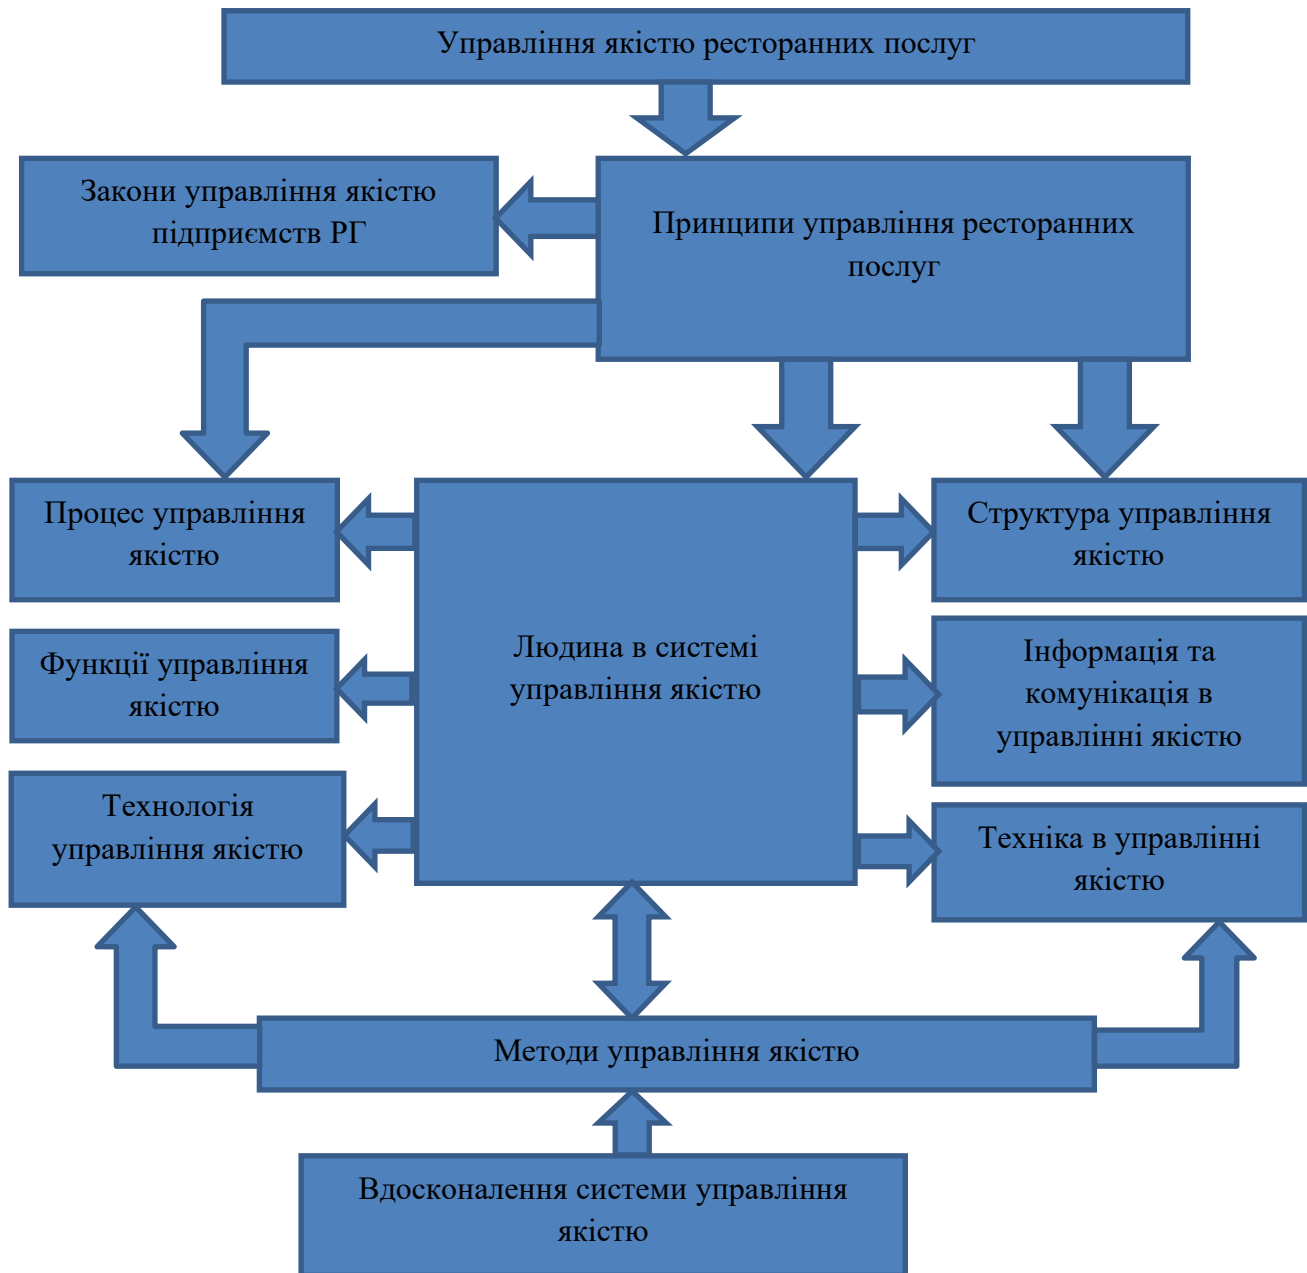 Управління якістю ресторанних послуг
Закони управління якістю
підприємств РГ
Принципи управління ресторанних
послуг
Процес управління
якістю
Структура управління
якістю
Функції управління
якістю
Людина в системі
управління якістю
Інформація та
комунікація в
управлінні якістю
Технологія
управління якістю
Техніка в управлінні
якістю
Методи управління якістю
Вдосконалення системи управління
якістю